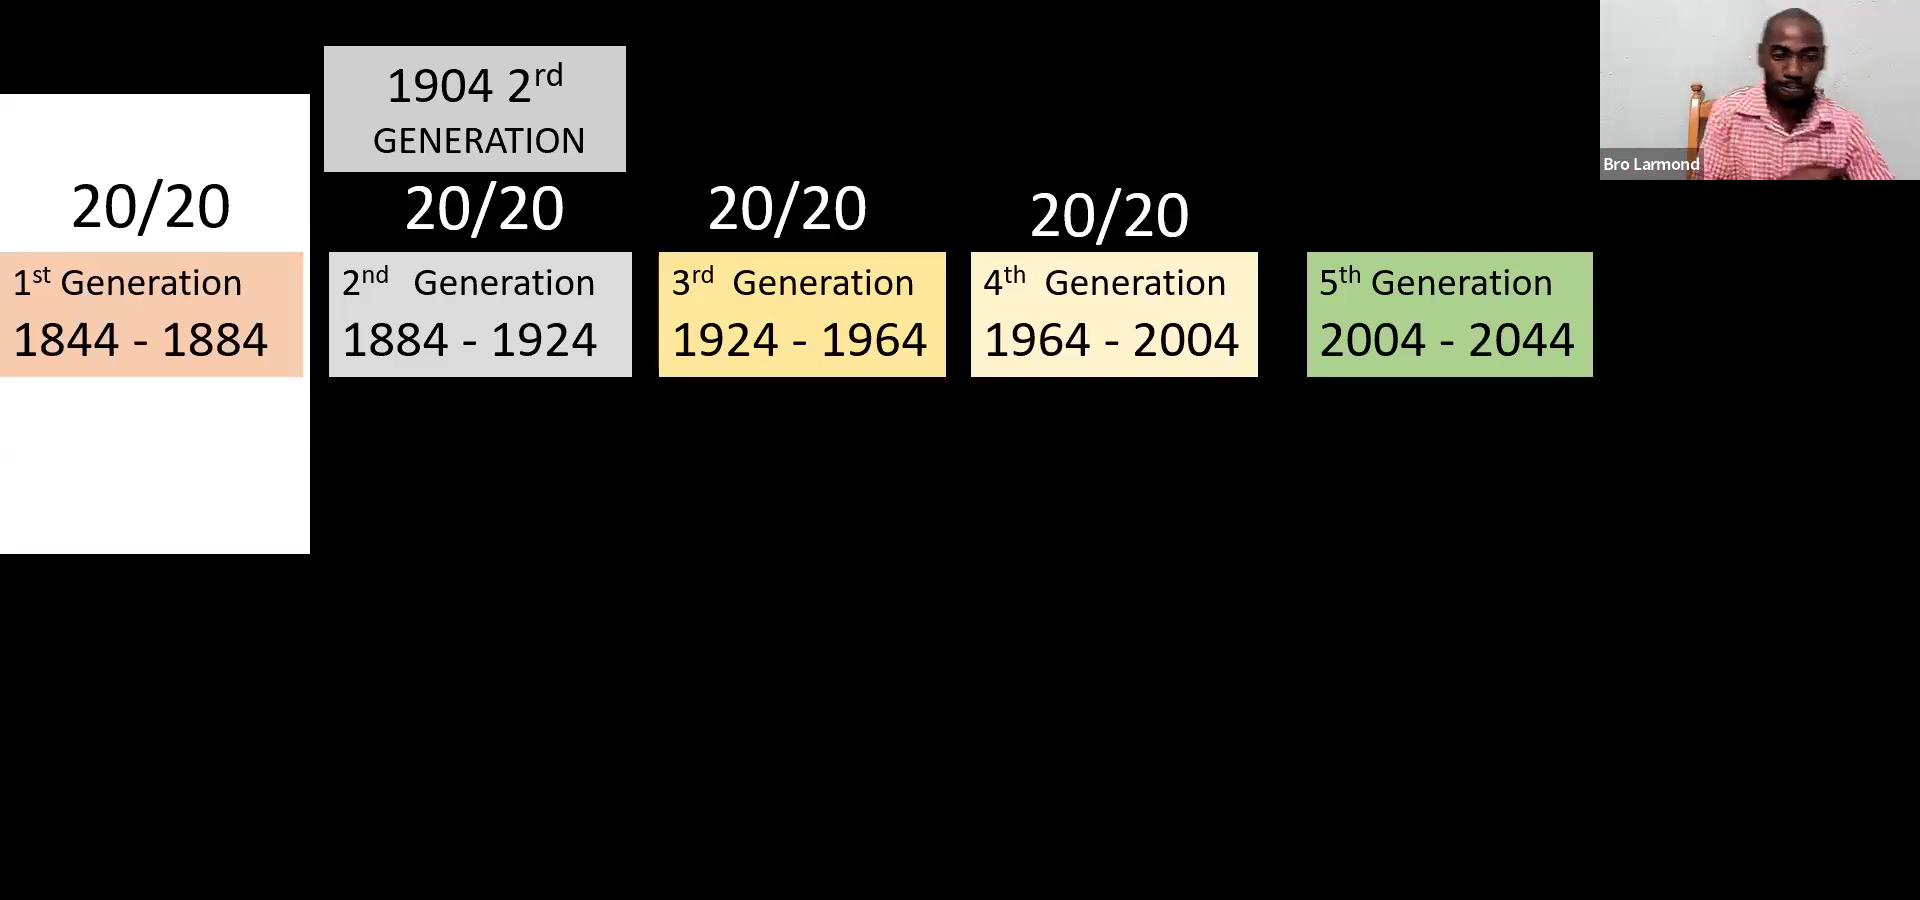 1904 2rd
GENERATION
20/20
20/20
20/20
20/20
1st Generation
1844 - 1884
2nd Generation
1884 - 1924
3rd Generation
1924 - 1964
4th Generation
1964 - 2004
5th Generation
2004 - 2044
Bro Larmond